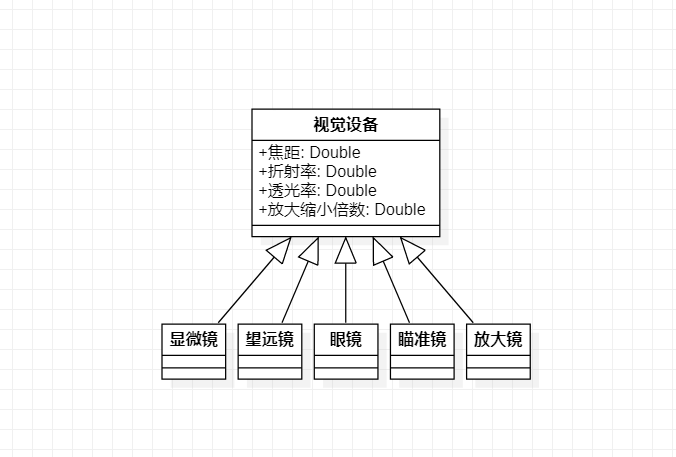 视觉设备
+焦距: Double
+折射率: Double
+透光率: Double
+放大缩小倍数: Double
显微镜
望远镜
眼镜
瞄准镜
放大镜